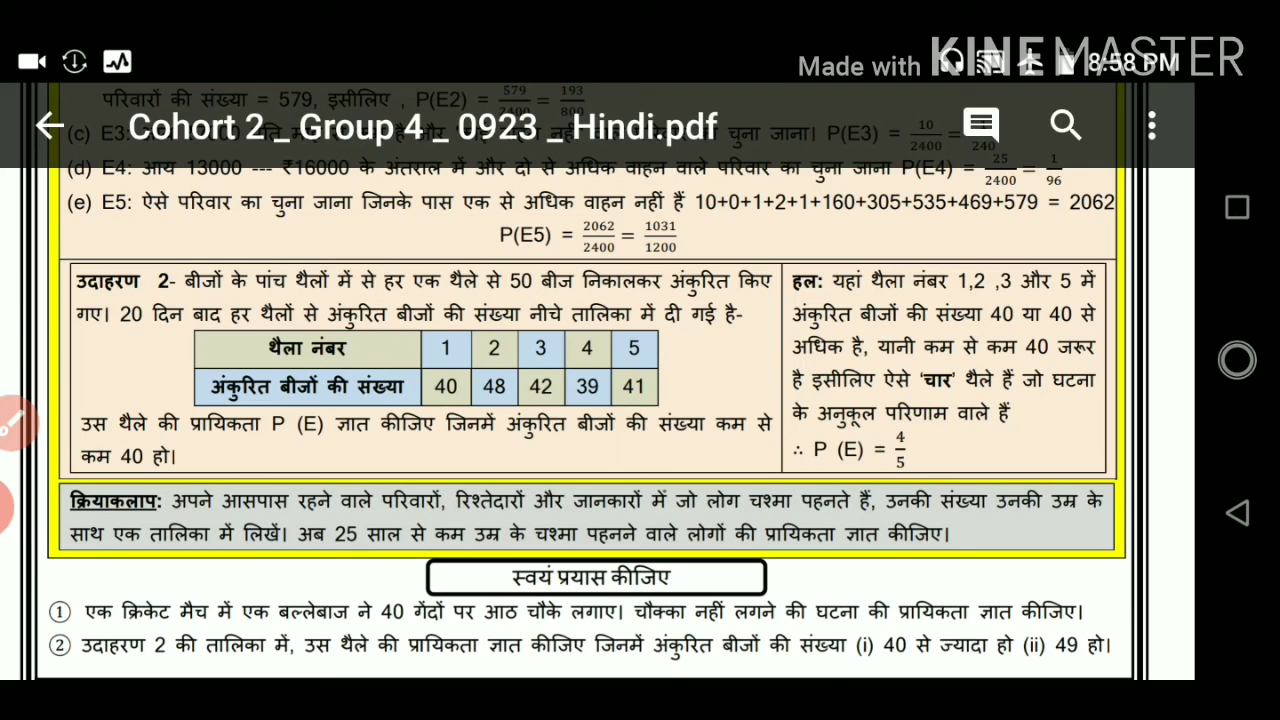 Made with KINEMASTER
8:58 PM
परिवारों की संख्या = 579, इसीलिए , P(E2) = 579/2400 = 193/800
Cohort 2_ _Group 4_ 0923 _Hindi.pdf
(c) E3: चुना जाना। P(E3) = 10/2400 = 1/240
(d) E4: आय 13000 --- ₹16000 के अंतराल में और दो से अधिक वाहन वाले परिवार का चुना जाना P(E4) = 25/2400 = 1/96
(e) E5: ऐसे परिवार का चुना जाना जिनके पास एक से अधिक वाहन नहीं हैं 10+0+1+2+1+160+305+535+469+579 = 2062
P(E5) = 2062/2400 = 1031/1200
उदाहरण 2- बीजों के पांच थैलों में से हर एक थैले से 50 बीज निकालकर अंकुरित किए
गए। 20 दिन बाद हर थैलों से अंकुरित बीजों की संख्या नीचे तालिका में दी गई है-
थैला नंबर 1 2 3 4 5
अंकुरित बीजों की संख्या 40 48 42 39 41
उस थैले की प्रायिकता P (E) ज्ञात कीजिए जिनमें अंकुरित बीजों की संख्या कम से
कम 40 हो।
हल: यहां थैला नंबर 1,2 ,3 और 5 में
अंकुरित बीजों की संख्या 40 या 40 से
अधिक है, यानी कम से कम 40 जरूर
है इसीलिए ऐसे ‘चार’ थैले हैं जो घटना
के अनुकूल परिणाम वाले हैं
∴ P (E) = 4/5
क्रियाकलाप: अपने आसपास रहने वाले परिवारों, रिश्तेदारों और जानकारों में जो लोग चश्मा पहनते हैं, उनकी संख्या उनकी उम्र के
साथ एक तालिका में लिखें। अब 25 साल से कम उम्र के चश्मा पहनने वाले लोगों की प्रायिकता ज्ञात कीजिए।
स्वयं प्रयास कीजिए
① एक क्रिकेट मैच में एक बल्लेबाज ने 40 गेंदों पर आठ चौके लगाए। चौक्का नहीं लगने की घटना की प्रायिकता ज्ञात कीजिए।
② उदाहरण 2 की तालिका में, उस थैले की प्रायिकता ज्ञात कीजिए जिनमें अंकुरित बीजों की संख्या (i) 40 से ज्यादा हो (ii) 49 हो।